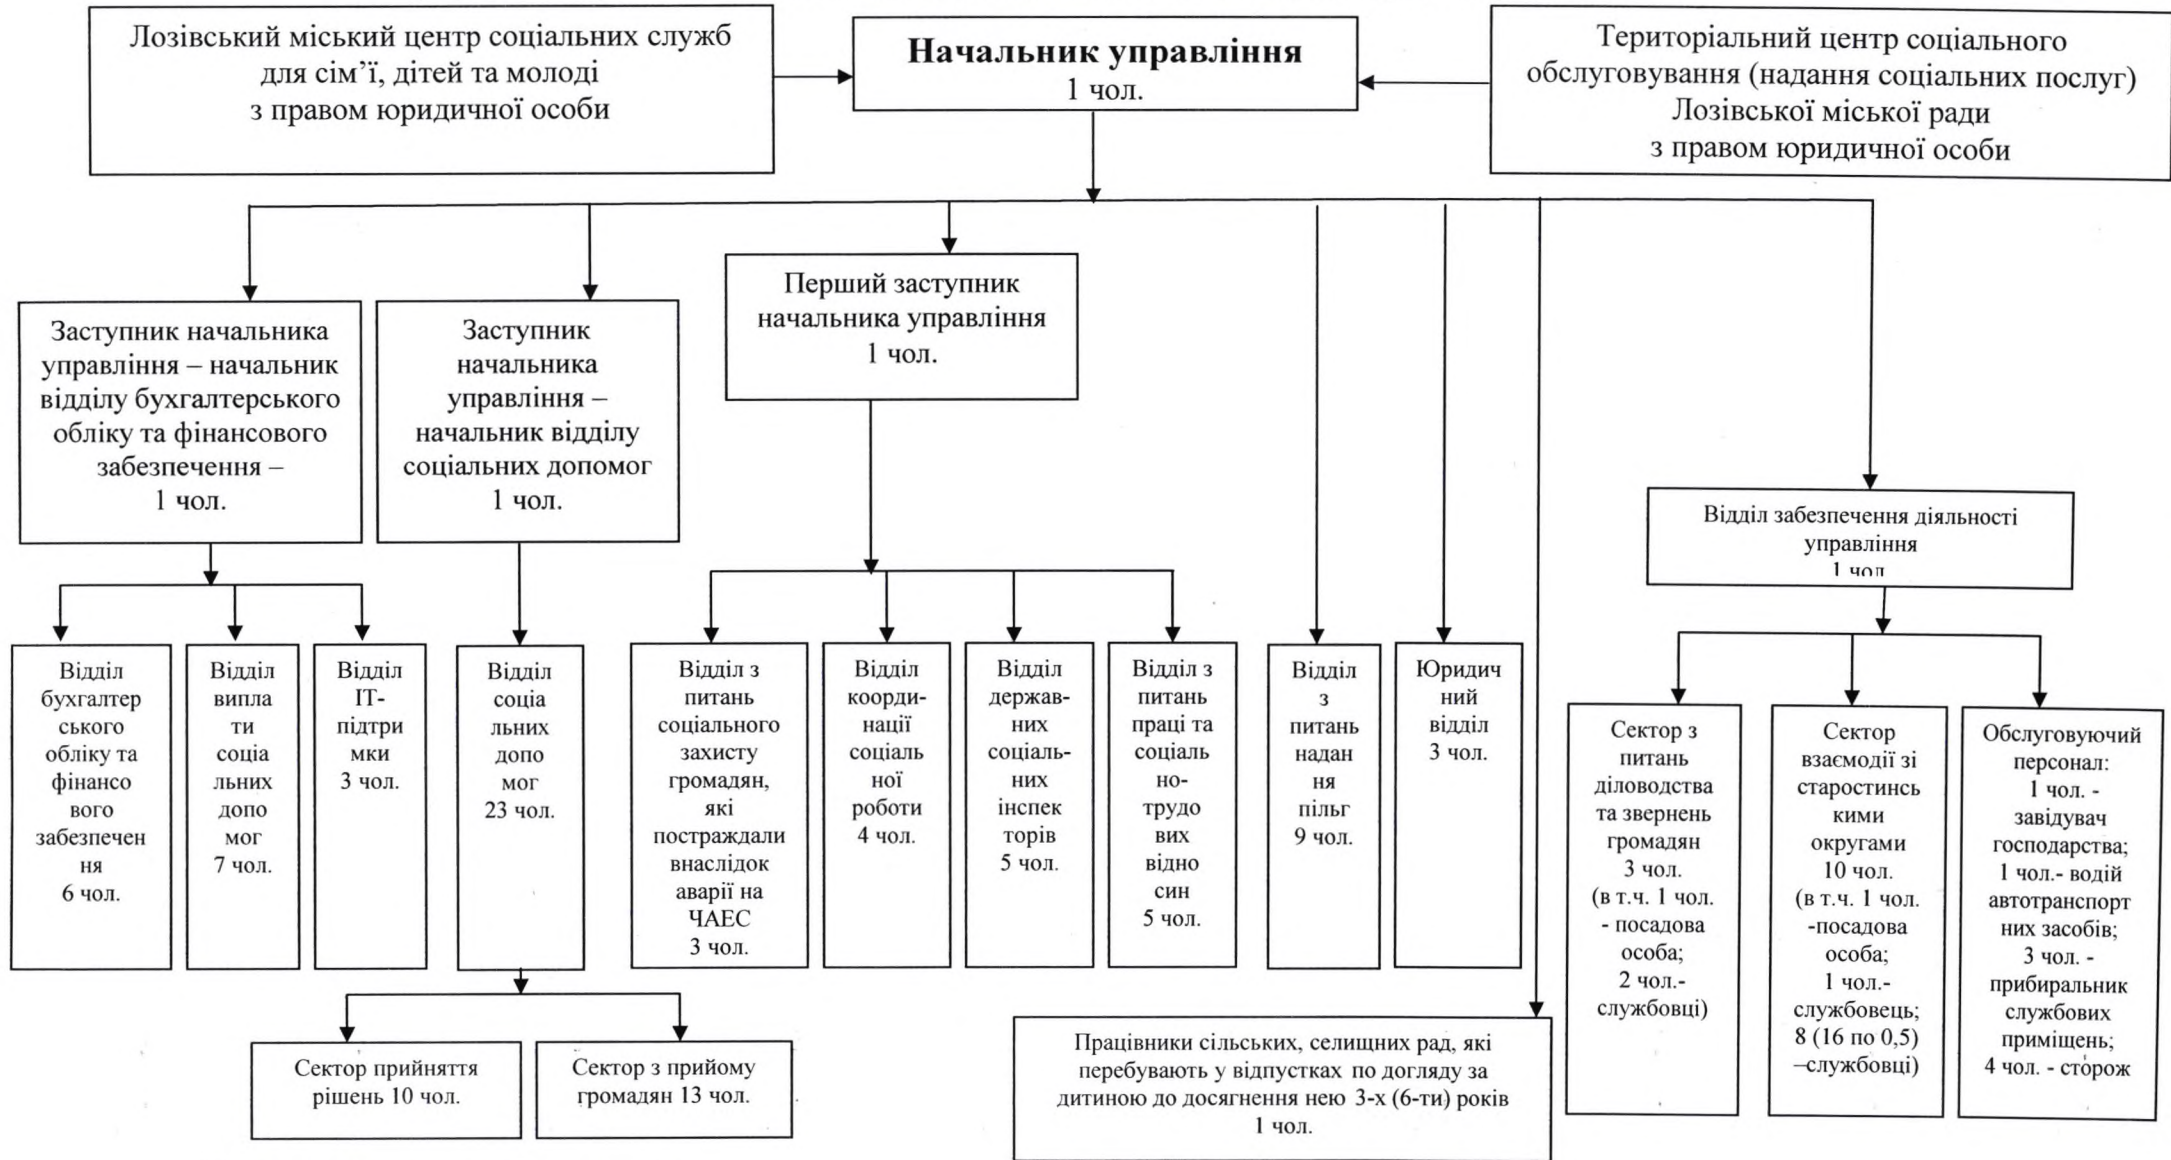 Лозівський міський центр соціальних служб
для сім’ї, дітей та молоді
з правом юридичної особи
Начальник управління
1 чол.
Територіальний центр соціального
обслуговування (надання соціальних послуг)
Лозівської міської ради
з правом юридичної особи
Заступник начальника
управління – начальник
відділу бухгалтерського
обліку та фінансового
забезпечення –
1 чол.
Заступник
начальника
управління –
начальник відділу
соціальних допомог
1 чол.
Перший заступник
начальника управління
1 чол.
Відділ забезпечення діяльності
управління
1 чол
Відділ
бухгалтер
ського
обліку та
фінансо
вого
забезпечен
ня
6 чол.
Відділ
випла
ти
соціа
льних
допо
мог
7 чол.
Відділ
ІТ-
підтри
мки
3 чол.
Відділ
соціа
льних
допо
мог
23 чол.
Відділ з
питань
соціального
захисту
громадян,
які
постраждали
внаслідок
аварії на
ЧАЕС
3 чол.
Відділ
коорди-
нації
соціаль
ної
роботи
4 чол.
Відділ
держав-
них
соціаль-
них
інспек
торів
5 чол.
Відділ з
питань
праці та
соціаль
но-
трудо
вих
відно
син
5 чол.
Відділ
з
питань
надан
ня
пільг
9 чол.
Юридич
ний
відділ
3 чол.
Сектор з
питань
діловодства
та звернень
громадян
3 чол.
(в т.ч. 1 чол.
- посадова
особа;
2 чол.-
службовці)
Сектор
взаємодії зі
старостинсь
кими
округами
10 чол.
(в т.ч. 1 чол.
-посадова
особа;
1 чол.-
службовець;
8 (16 по 0,5)
–службовці)
Обслуговуючий
персонал:
1 чол. -
завідувач
господарства;
1 чол.- водій
автотранспорт
них засобів;
3 чол. -
прибиральник
службових
приміщень;
4 чол. - сторож
Сектор прийняття
рішень 10 чол.
Сектор з прийому
громадян 13 чол.
Працівники сільських, селищних рад, які
перебувають у відпустках по догляду за
дитиною до досягнення нею 3-х (6-ти) років
1 чол.